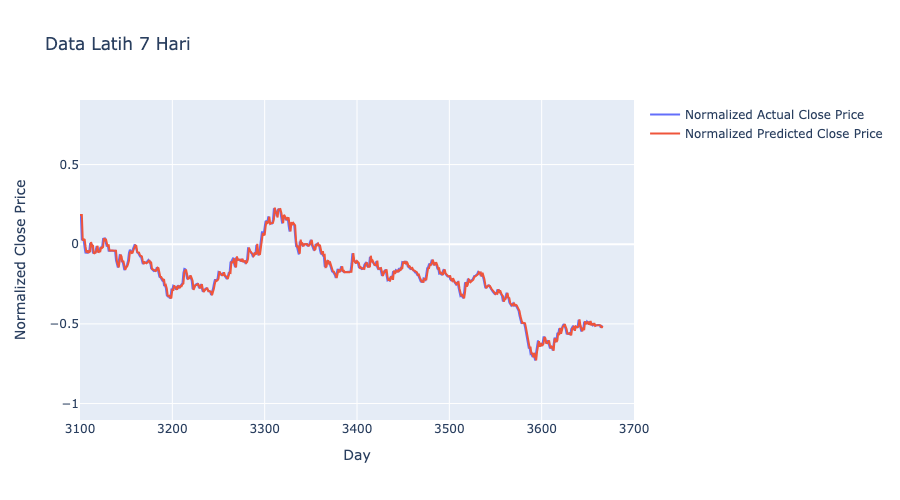 Data Latih 7 Hari
Normalized Actual Close Price
Normalized Predicted Close Price
Normalized Close Price
0.5
0
−0.5
−1
3100
3200
3300
3400
3500
3600
3700
Day